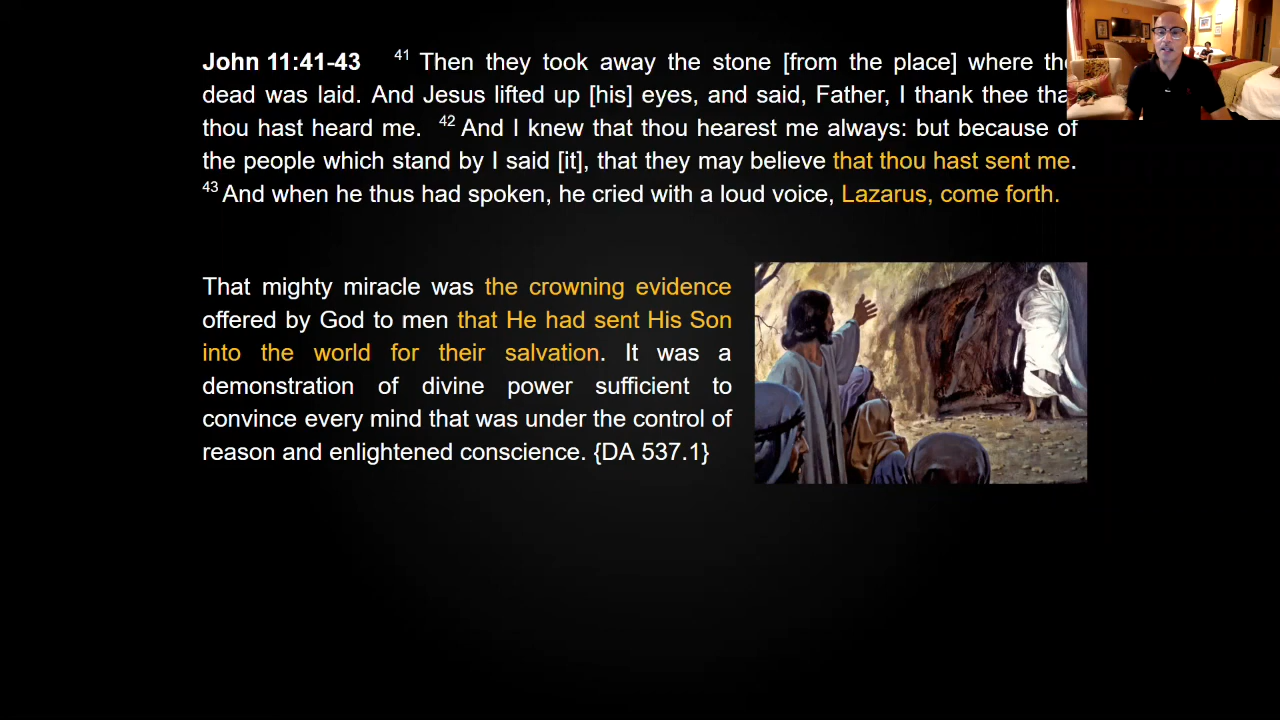 John 11:41-43 41 Then they took away the stone [from the place] where the
dead was laid. And Jesus lifted up [his] eyes, and said, Father, I thank thee tha
thou hast heard me. 42 And I knew that thou hearest me always: but because of
the people which stand by I said [it], that they may believe that thou hast sent me.
43 And when he thus had spoken, he cried with a loud voice, Lazarus, come forth.
That mighty miracle was the crowning evidence
offered by God to men that He had sent His Son
into the world for their salvation. It was a
demonstration of divine power sufficient to
convince every mind that was under the control of
reason and enlightened conscience. {DA 537.1}